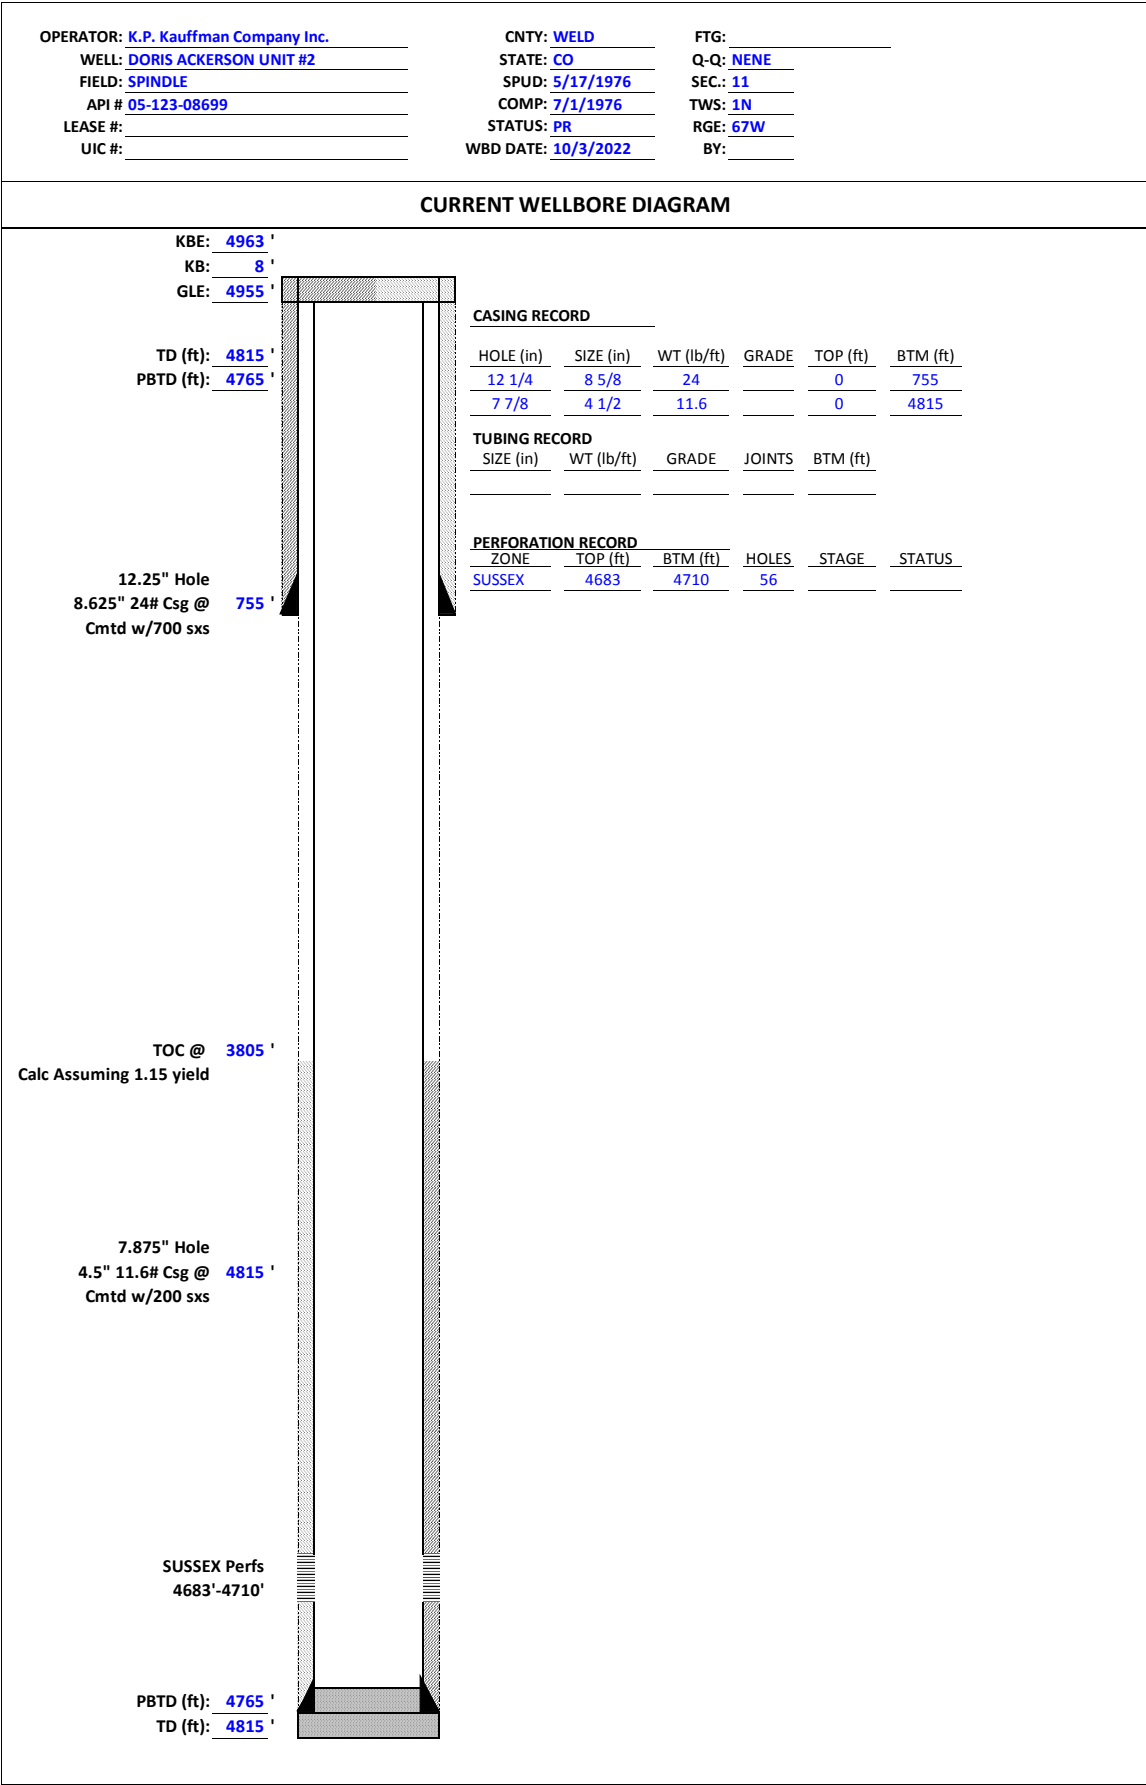 OPERATOR: K.P. Kauffman Company Inc. CNTY: WELD FTG:
WELL: DORIS ACKERSON UNIT #2 STATE: CO Q-Q: NENE
FIELD: SPINDLE SPUD: 5/17/1976 SEC.: 11
API # 05-123-08699 COMP: 7/1/1976 TWS: 1N
LEASE #: STATUS: PR RGE: 67W
UIC #: WBD DATE: 10/3/2022 BY:
CURRENT WELLBORE DIAGRAM
KBE: 4963 '
KB: 8 '
GLE: 4955 '
CASING RECORD
TD (ft): 4815 ' HOLE (in) SIZE (in) WT (lb/ft) GRADE TOP (ft) BTM (ft)
PBTD (ft): 4765 ' 12 1/4 8 5/8 24 0 755
7 7/8 4 1/2 11.6 0 4815
TUBING RECORD
SIZE (in) WT (lb/ft) GRADE JOINTS BTM (ft)
PERFORATION RECORD
ZONE TOP (ft) BTM (ft) HOLES STAGE STATUS
12.25" Hole SUSSEX 4683 4710 56
8.625" 24# Csg @ 755 '
Cmtd w/700 sxs
TOC @ 3805 '
Calc Assuming 1.15 yield
7.875" Hole
4.5" 11.6# Csg @ 4815 '
Cmtd w/200 sxs
SUSSEX Perfs
4683'-4710'
PBTD (ft): 4765 '
TD (ft): 4815 '